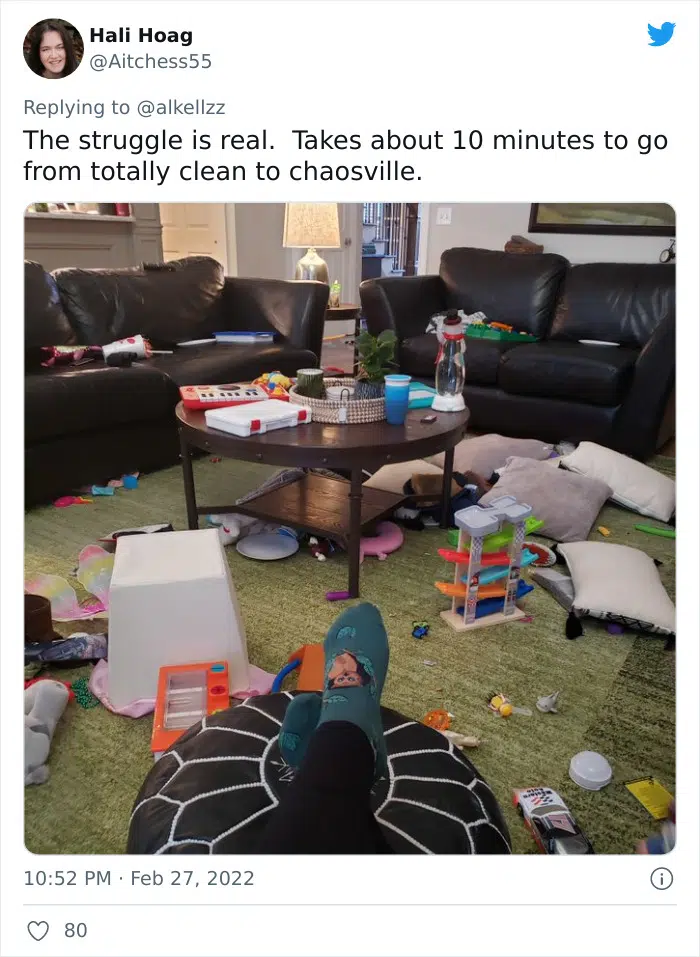 Hali Hoag
@Aitchess55
Replying to @alkellzz
The struggle is real. Takes about 10 minutes to go
from totally clean to chaosville.
10:52 PM · Feb 27, 2022
80